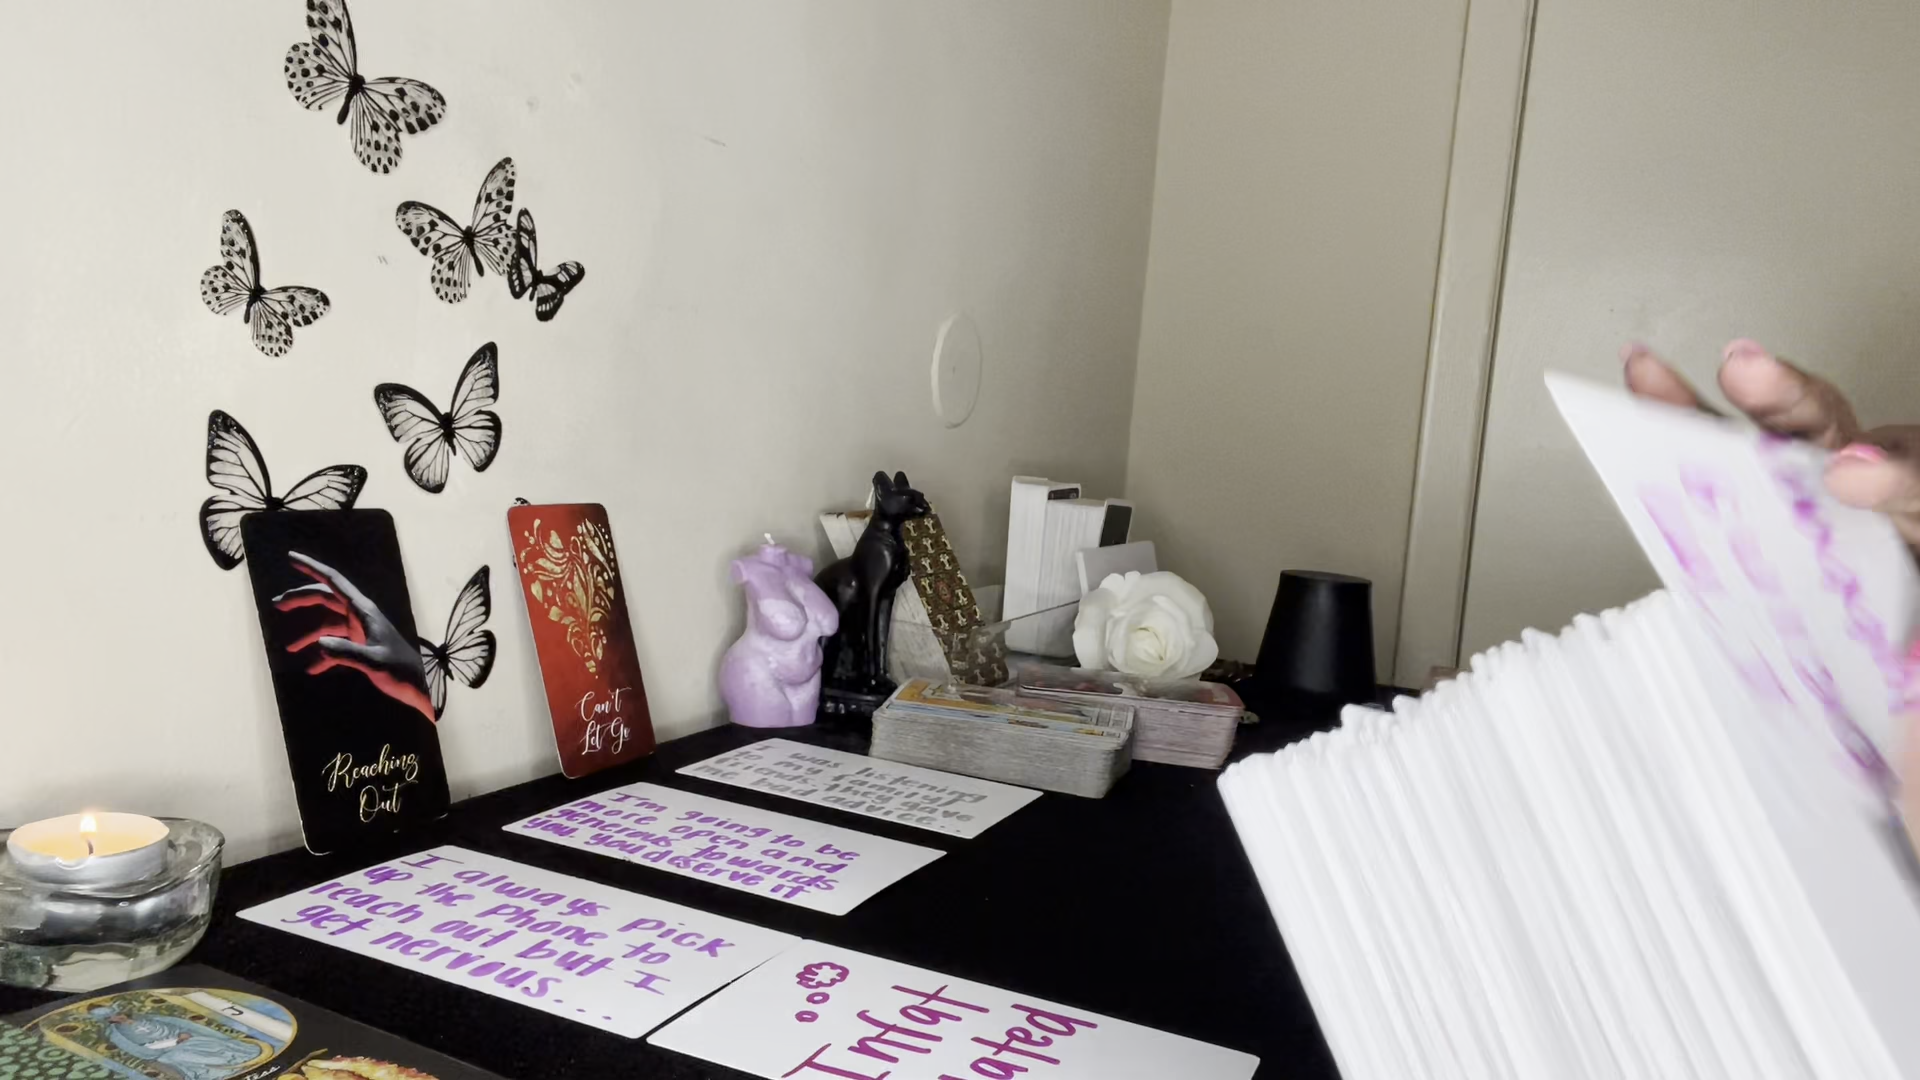 Reaching
Out
Can't
Let Go
I was listening
to my family/
friends they gave
me bad advice..
I'm going to be
more open and
generous towards
you, you deserve it
I always pick
up the phone to
reach out but I
get nervous...
Infat
uated